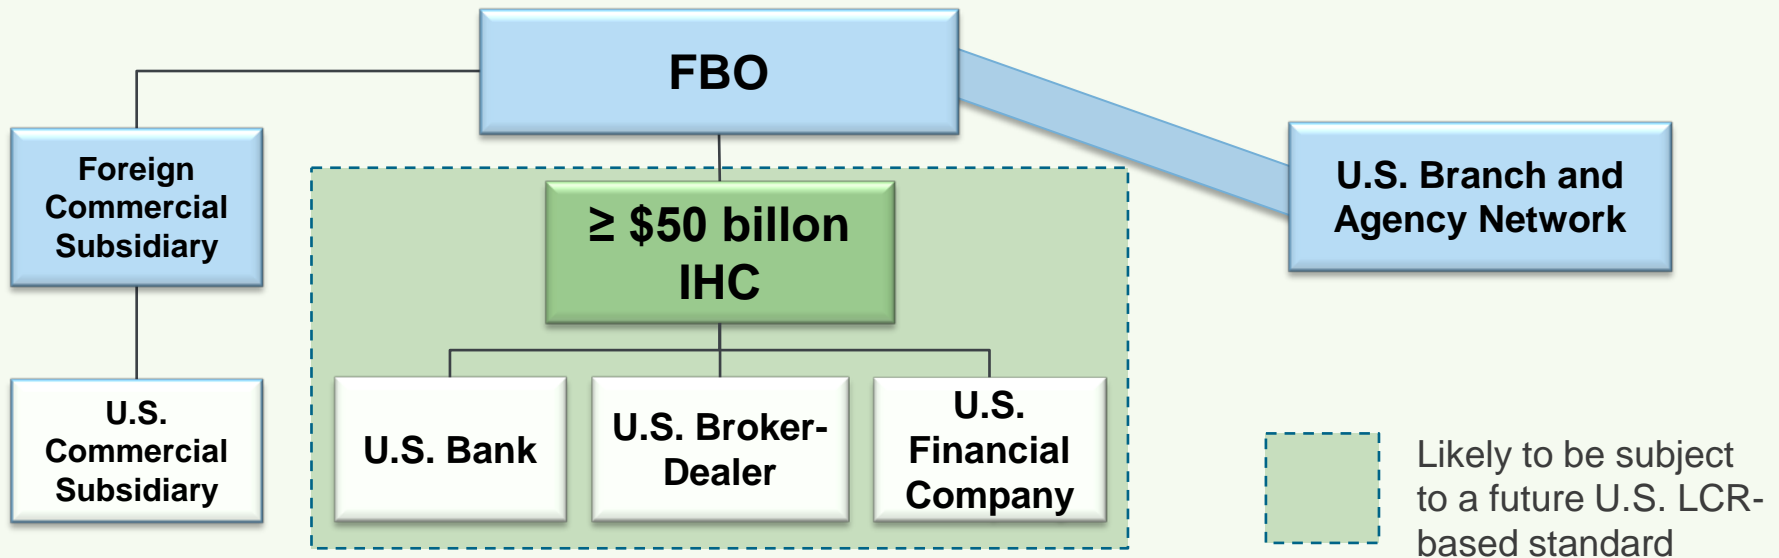 FBO
Foreign
Commercial
Subsidiary
≥ $50 billon
IHC
U.S. Branch and
Agency Network
U.S.
Commercial
Subsidiary
U.S. Bank
U.S. Broker-
Dealer
U.S.
Financial
Company
Likely to be subject
to a future U.S. LCR-
based standard